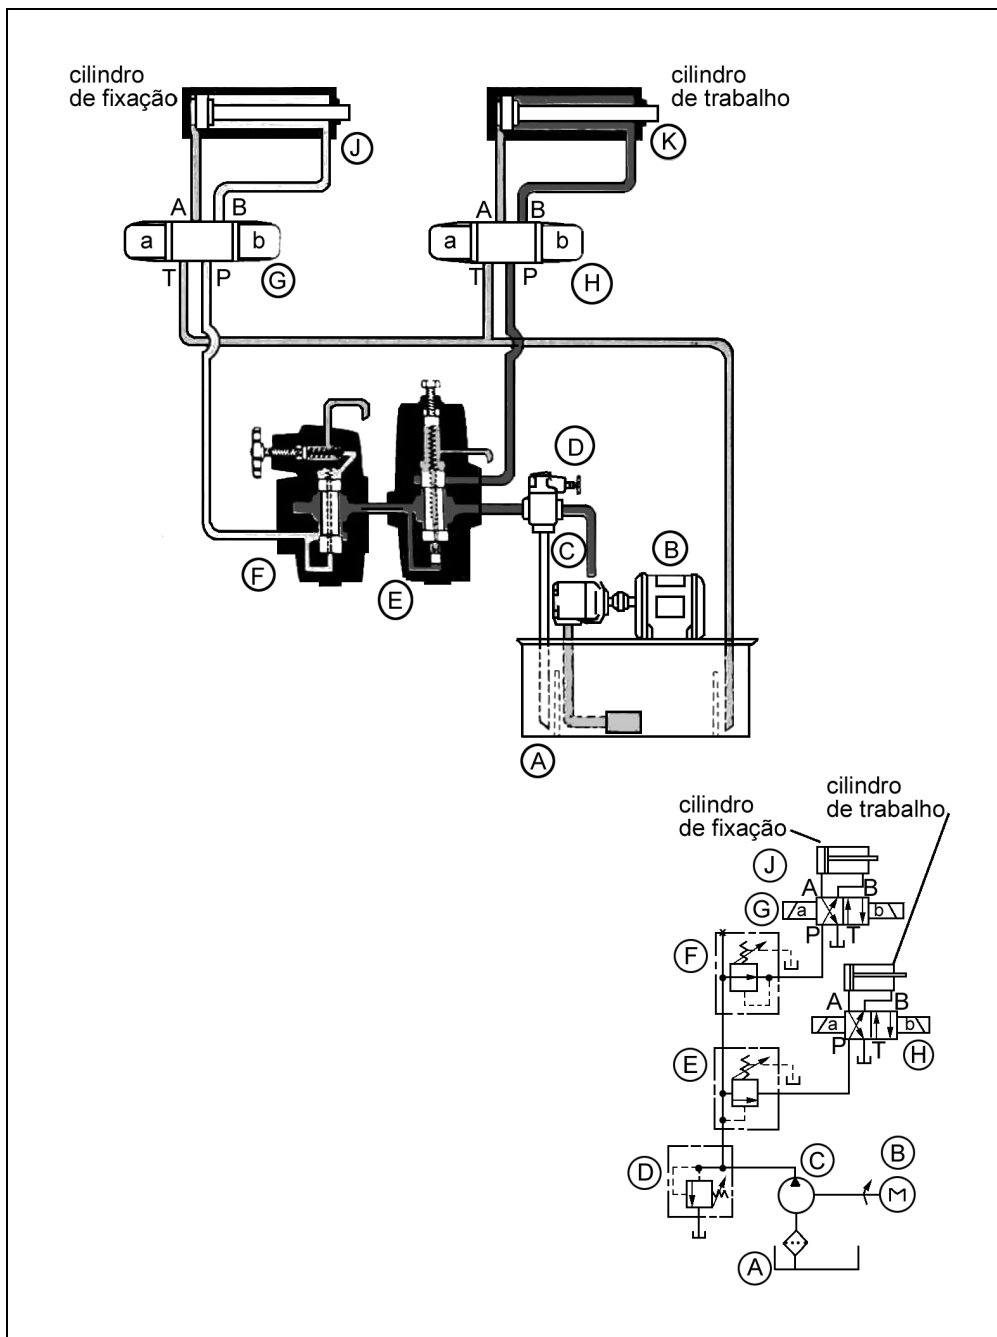 cilindro
de fixação
cilindro
de trabalho
J
K
A B
a b
T P
G
A B
a b
T P
H
D
C
B
F
E
A
cilindro
de trabalho
cilindro
de fixação
J
A B
G
a b
P T
F
A B
a b
P T
H
E
D
C
B
M
A